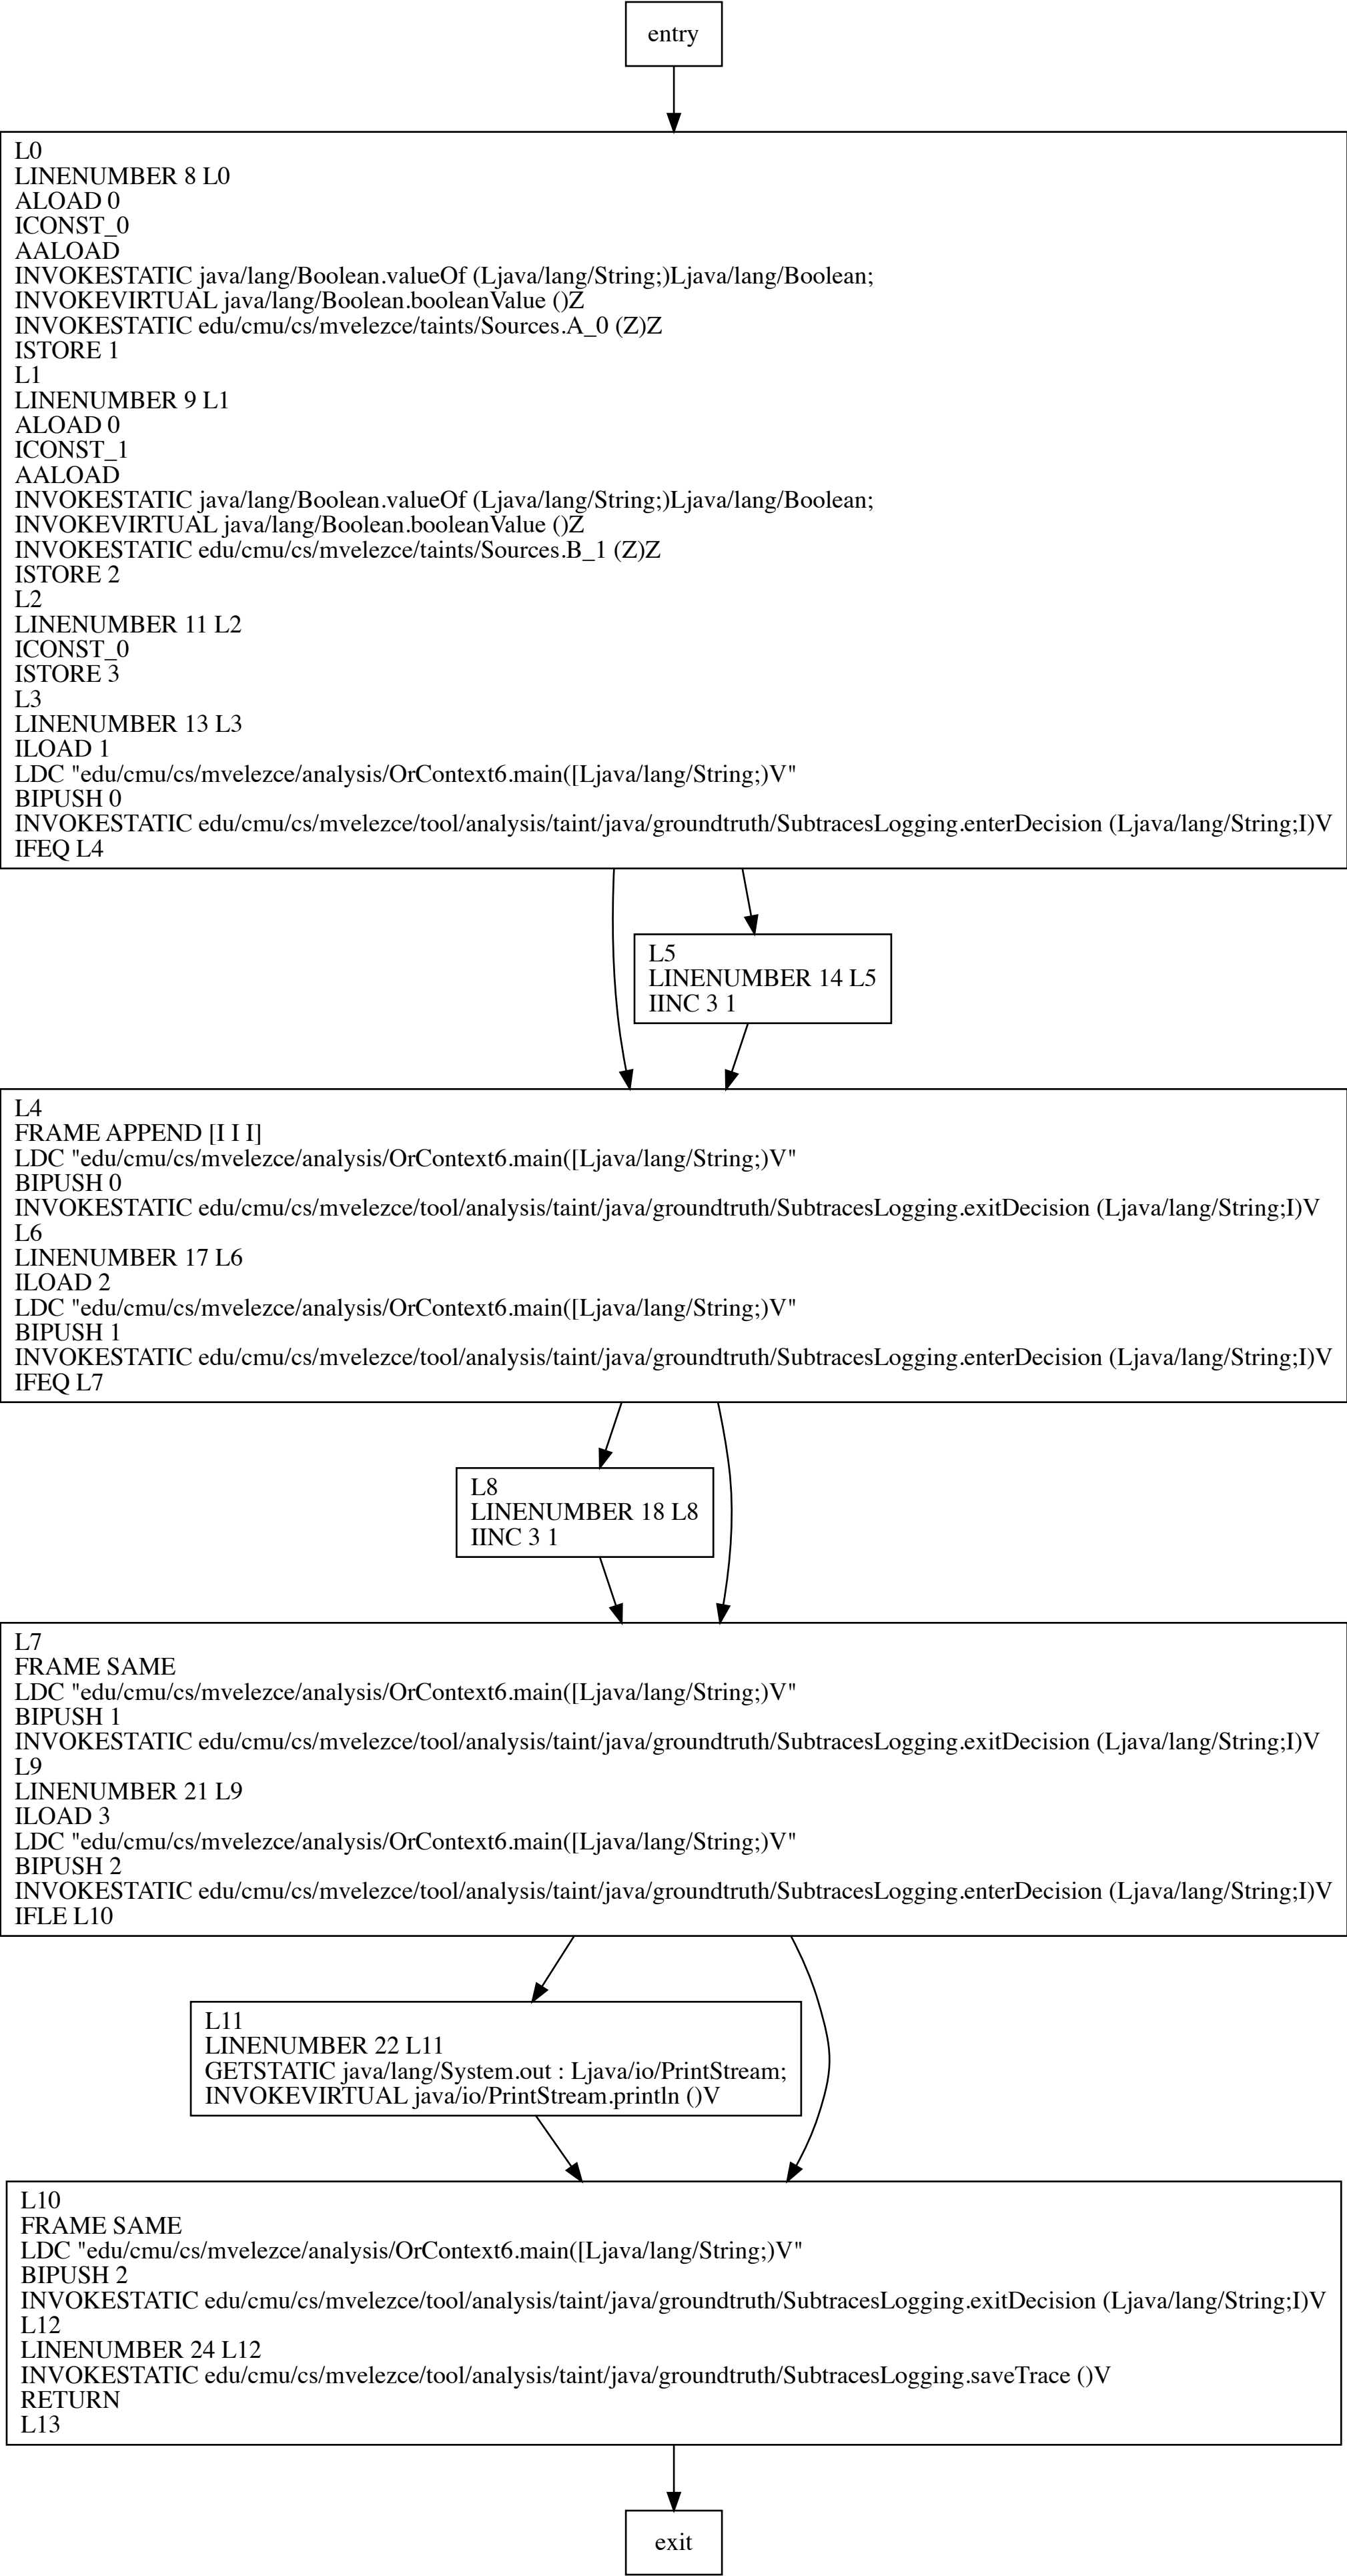 entry
L0
LINENUMBER 8 L0
ALOAD 0
ICONST_0
AALOAD
INVOKESTATIC java/lang/Boolean.valueOf (Ljava/lang/String;)Ljava/lang/Boolean;
INVOKEVIRTUAL java/lang/Boolean.booleanValue ()Z
INVOKESTATIC edu/cmu/cs/mvelezce/taints/Sources.A_0 (Z)Z
ISTORE 1
L1
LINENUMBER 9 L1
ALOAD 0
ICONST_1
AALOAD
INVOKESTATIC java/lang/Boolean.valueOf (Ljava/lang/String;)Ljava/lang/Boolean;
INVOKEVIRTUAL java/lang/Boolean.booleanValue ()Z
INVOKESTATIC edu/cmu/cs/mvelezce/taints/Sources.B_1 (Z)Z
ISTORE 2
L2
LINENUMBER 11 L2
ICONST_0
ISTORE 3
L3
LINENUMBER 13 L3
ILOAD 1
LDC "edu/cmu/cs/mvelezce/analysis/OrContext6.main([Ljava/lang/String;)V"
BIPUSH 0
INVOKESTATIC edu/cmu/cs/mvelezce/tool/analysis/taint/java/groundtruth/SubtracesLogging.enterDecision (Ljava/lang/String;I)V
IFEQ L4
L5
LINENUMBER 14 L5
IINC 3 1
L4
FRAME APPEND [I I I]
LDC "edu/cmu/cs/mvelezce/analysis/OrContext6.main([Ljava/lang/String;)V"
BIPUSH 0
INVOKESTATIC edu/cmu/cs/mvelezce/tool/analysis/taint/java/groundtruth/SubtracesLogging.exitDecision (Ljava/lang/String;I)V
L6
LINENUMBER 17 L6
ILOAD 2
LDC "edu/cmu/cs/mvelezce/analysis/OrContext6.main([Ljava/lang/String;)V"
BIPUSH 1
INVOKESTATIC edu/cmu/cs/mvelezce/tool/analysis/taint/java/groundtruth/SubtracesLogging.enterDecision (Ljava/lang/String;I)V
IFEQ L7
L8
LINENUMBER 18 L8
IINC 3 1
L7
FRAME SAME
LDC "edu/cmu/cs/mvelezce/analysis/OrContext6.main([Ljava/lang/String;)V"
BIPUSH 1
INVOKESTATIC edu/cmu/cs/mvelezce/tool/analysis/taint/java/groundtruth/SubtracesLogging.exitDecision (Ljava/lang/String;I)V
L9
LINENUMBER 21 L9
ILOAD 3
LDC "edu/cmu/cs/mvelezce/analysis/OrContext6.main([Ljava/lang/String;)V"
BIPUSH 2
INVOKESTATIC edu/cmu/cs/mvelezce/tool/analysis/taint/java/groundtruth/SubtracesLogging.enterDecision (Ljava/lang/String;I)V
IFLE L10
L11
LINENUMBER 22 L11
GETSTATIC java/lang/System.out : Ljava/io/PrintStream;
INVOKEVIRTUAL java/io/PrintStream.println ()V
L10
FRAME SAME
LDC "edu/cmu/cs/mvelezce/analysis/OrContext6.main([Ljava/lang/String;)V"
BIPUSH 2
INVOKESTATIC edu/cmu/cs/mvelezce/tool/analysis/taint/java/groundtruth/SubtracesLogging.exitDecision (Ljava/lang/String;I)V
L12
LINENUMBER 24 L12
INVOKESTATIC edu/cmu/cs/mvelezce/tool/analysis/taint/java/groundtruth/SubtracesLogging.saveTrace ()V
RETURN
L13
exit